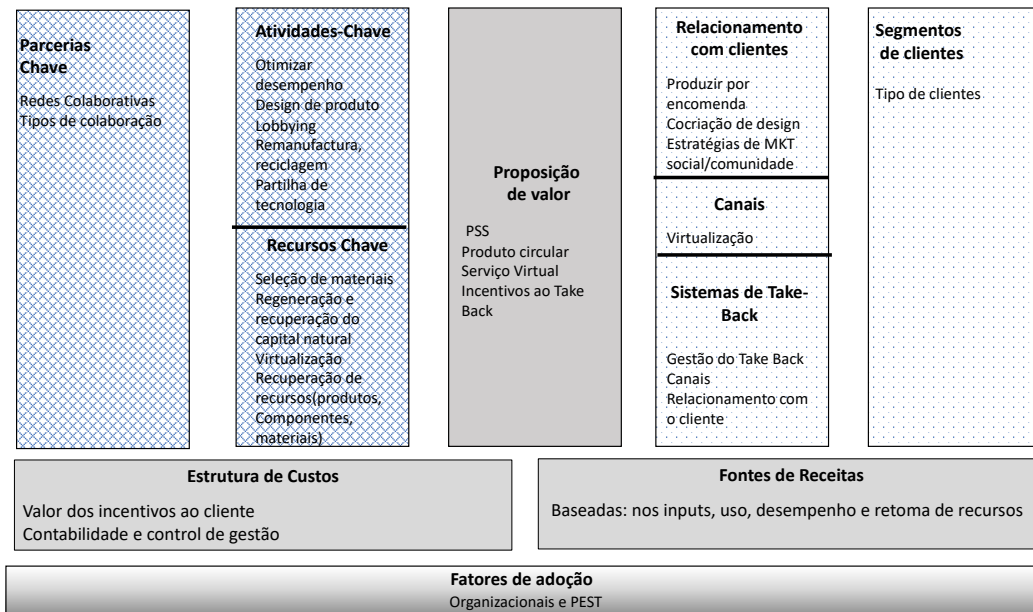 Parcerias
Chave
Redes Colaborativas
Tipos de colaboração
Atividades-Chave
Otimizar
desempenho
Design de produto
Lobbying
Remanufactura,
reciclagem
Partilha de
tecnologia
Recursos Chave
Seleção de materiais
Regeneração e
recuperação do
capital natural
Virtualização
Recuperação de
recursos(produtos,
Componentes,
materiais)
Proposição
de valor
PSS
Produto circular
Serviço Virtual
Incentivos ao Take
Back
Relacionamento
com clientes
Produzir por
encomenda
Cocriação de design
Estratégias de MKT
social/comunidade
Canais
Virtualização
Sistemas de Take-
Back
Gestão do Take Back
Canais
Relacionamento com
o cliente
Segmentos
de clientes
Tipo de clientes
Estrutura de Custos
Valor dos incentivos ao cliente
Contabilidade e control de gestão
Fontes de Receitas
Baseadas: nos inputs, uso, desempenho e retoma de recursos
Fatores de adoção
Organizacionais e PEST